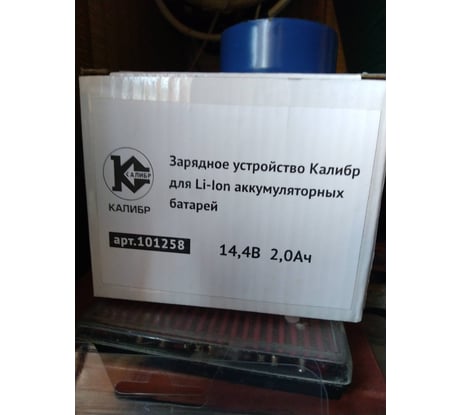 Зарядное устройство Калибр
для Li-Ion аккумуляторных
батарей
КАЛИБР
КАЛИБР
арт.101258
14,4В 2,0Ач